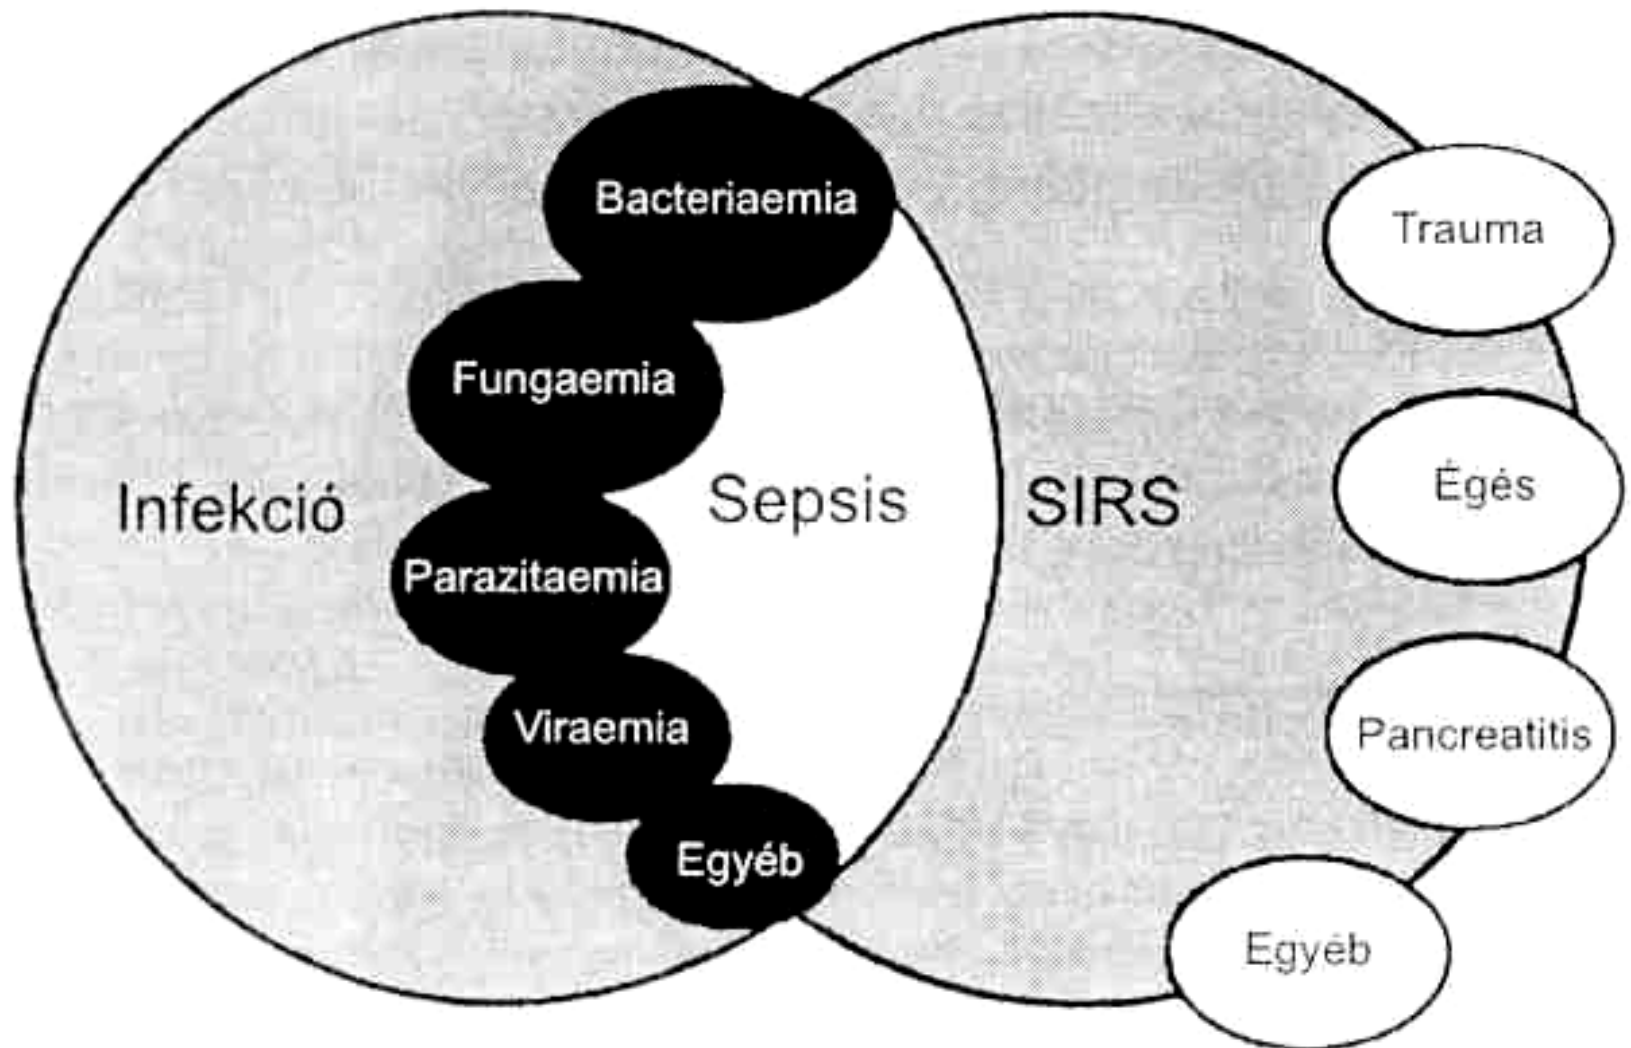 Bacteriaemia
Trauma
Fungaemia
Infekció
Sepsis
SIRS
Égés
Parazitaemia
Viraemia
Pancreatitis
Egyéb
Egyéb